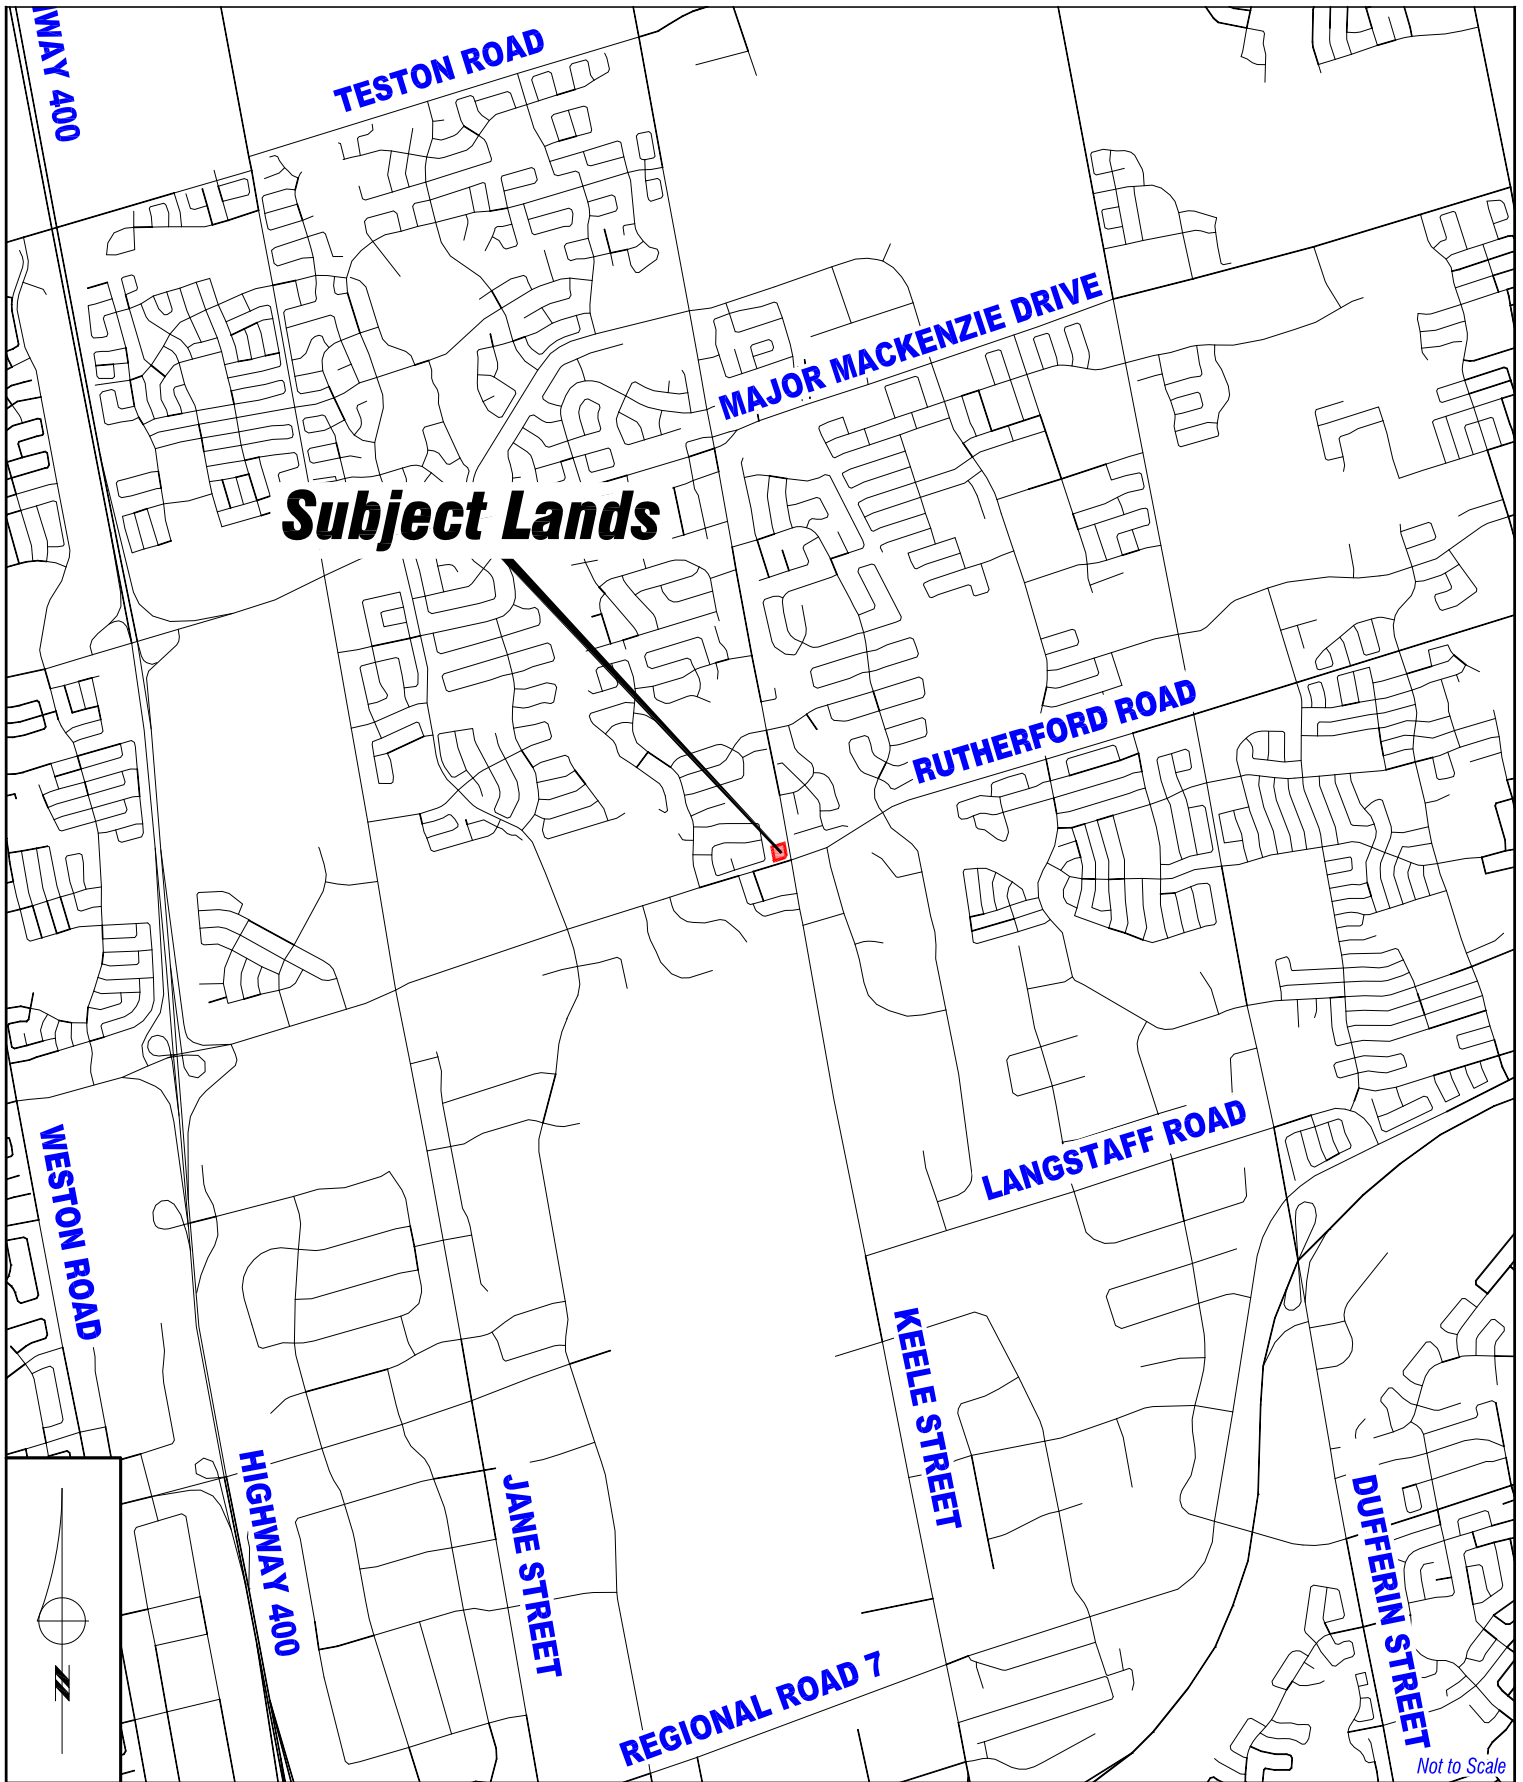 WAY 400
TESTON ROAD
MAJOR MACKENZIE DRIVE
Subject Lands
RUTHERFORD ROAD
LANGSTAFF ROAD
WESTON ROAD
KEELE STREET
HIGHWAY 400
JANE STREET
DUFFERIN STREET
REGIONAL ROAD 7
N
Not to Scale